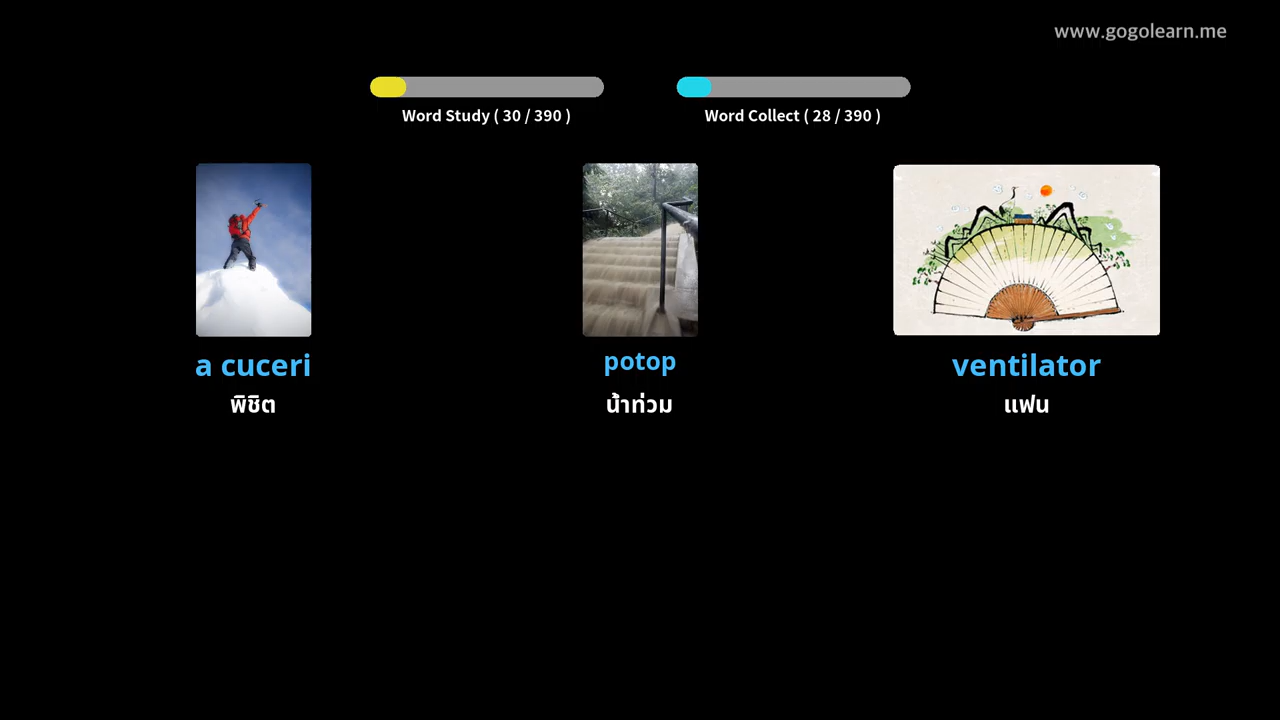 www.gogolearn.me
Word Study ( 30 / 390 )
Word Collect ( 28 / 390 )
a cuceri
potop
ventilator
พิชิต
น้ำท่วม
แฟน